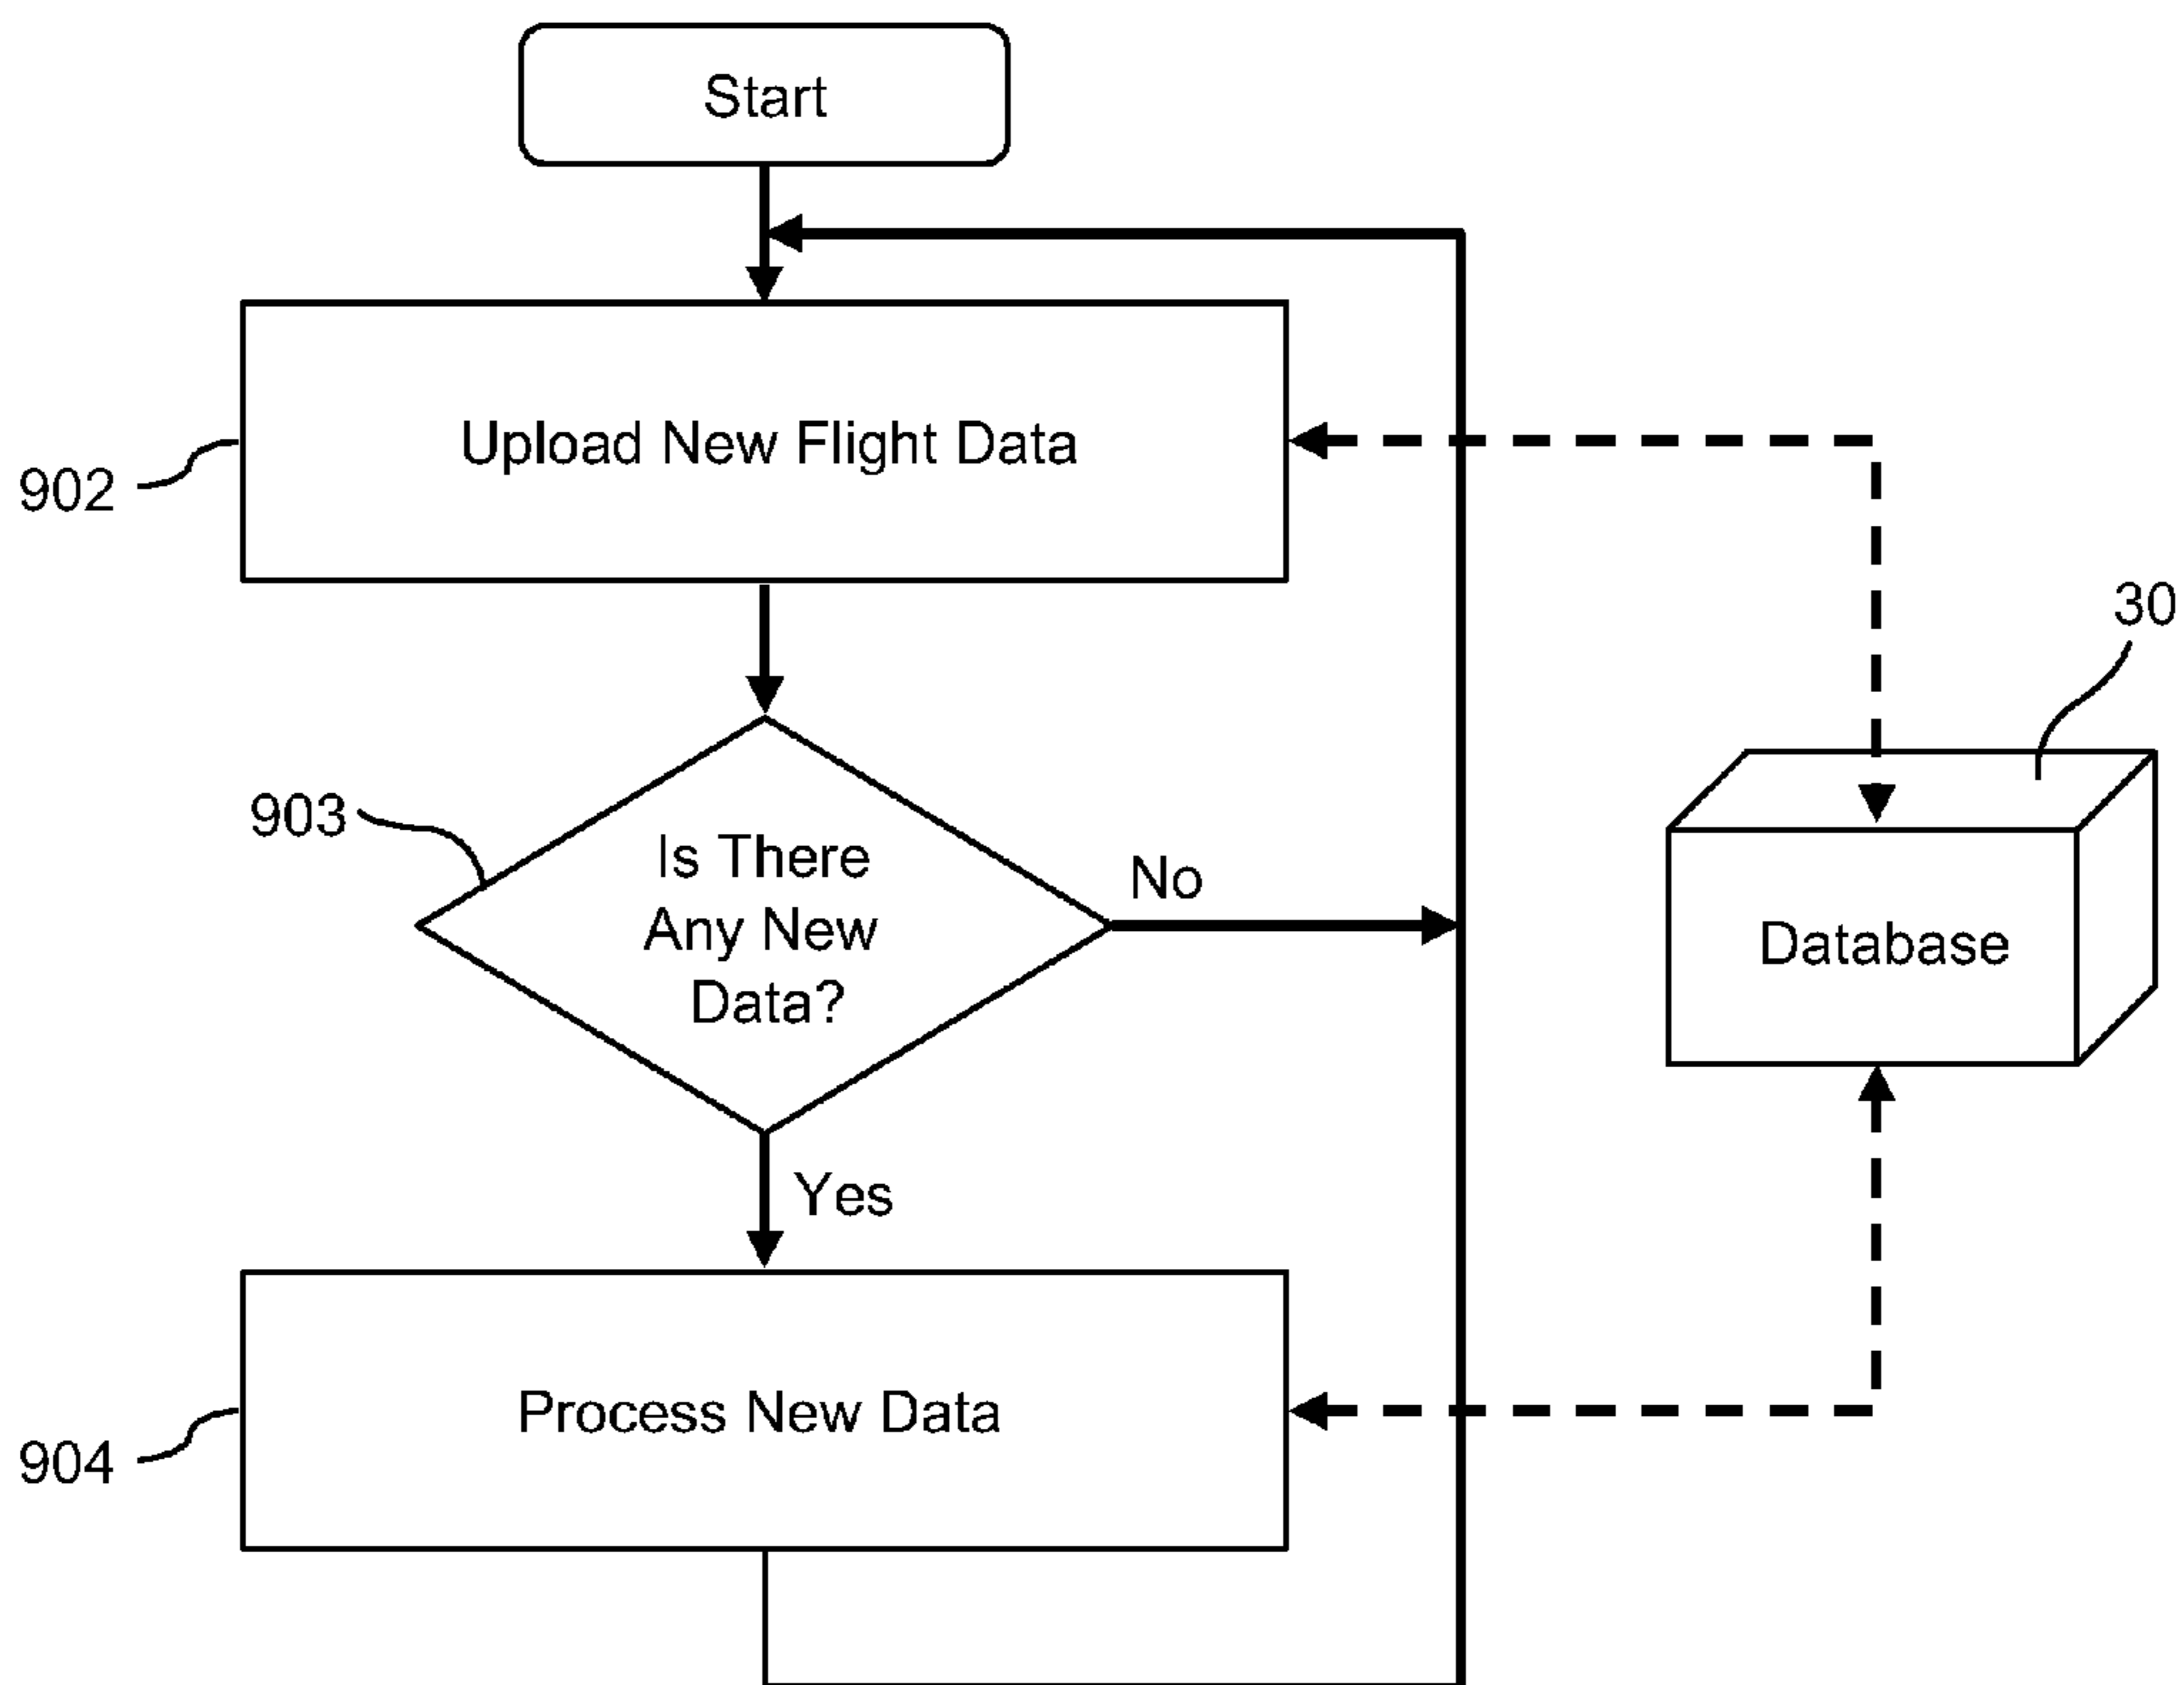 Start
Upload New Flight Data
902
30
903
Is There
Any New
Data?
No
Database
Yes
Process New Data
904